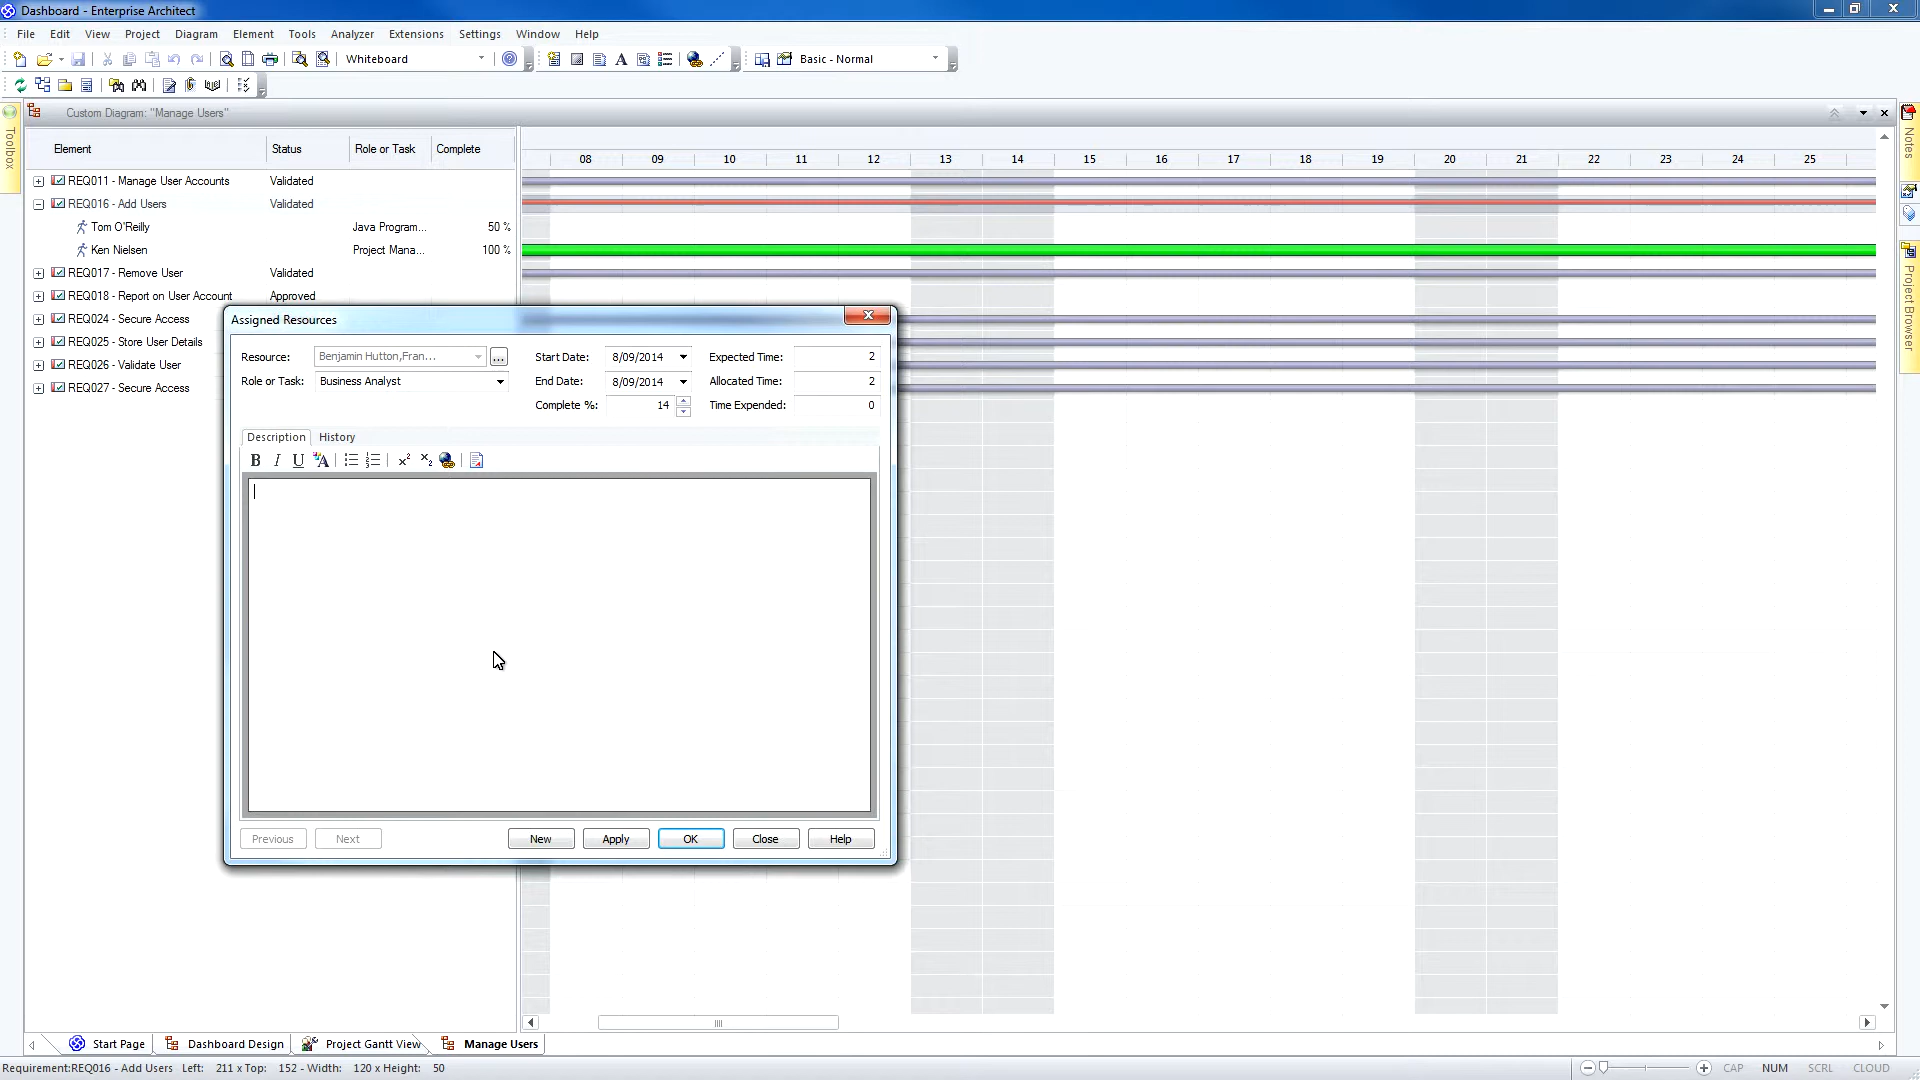 Dashboard - Enterprise Architect
File Edit View Project Diagram Element Tools Analyzer Extensions Settings Window Help
Whiteboard Basic - Normal
Custom Diagram: "Manage Users"
Toolbox
Notes
Project Browser
Element Status Role or Task Complete
08 09 10 11 12 13 14 15 16 17 18 19 20 21 22 23 24 25
REQ011 - Manage User Accounts Validated
REQ016 - Add Users Validated
Tom O'Reilly Java Program... 50 %
Ken Nielsen Project Mana... 100 %
REQ017 - Remove User Validated
REQ018 - Report on User Account Approved
REQ024 - Secure Access
REQ025 - Store User Details
REQ026 - Validate User
REQ027 - Secure Access
Assigned Resources
Resource: Benjamin Hutton,Fran... ... Start Date: 8/09/2014 Expected Time: 2
Role or Task: Business Analyst End Date: 8/09/2014 Allocated Time: 2
Complete %: 14 Time Expended: 0
Description History
B I U A x² x₂
Previous Next New Apply OK Close Help
Start Page Dashboard Design Project Gantt View Manage Users
Requirement:REQ016 - Add Users Left: 211 x Top: 152 - Width: 120 x Height: 50 CAP NUM SCRL CLOUD